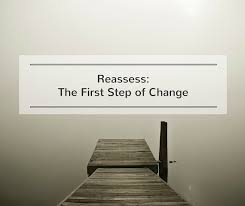 Reassess:
The First Step of Change